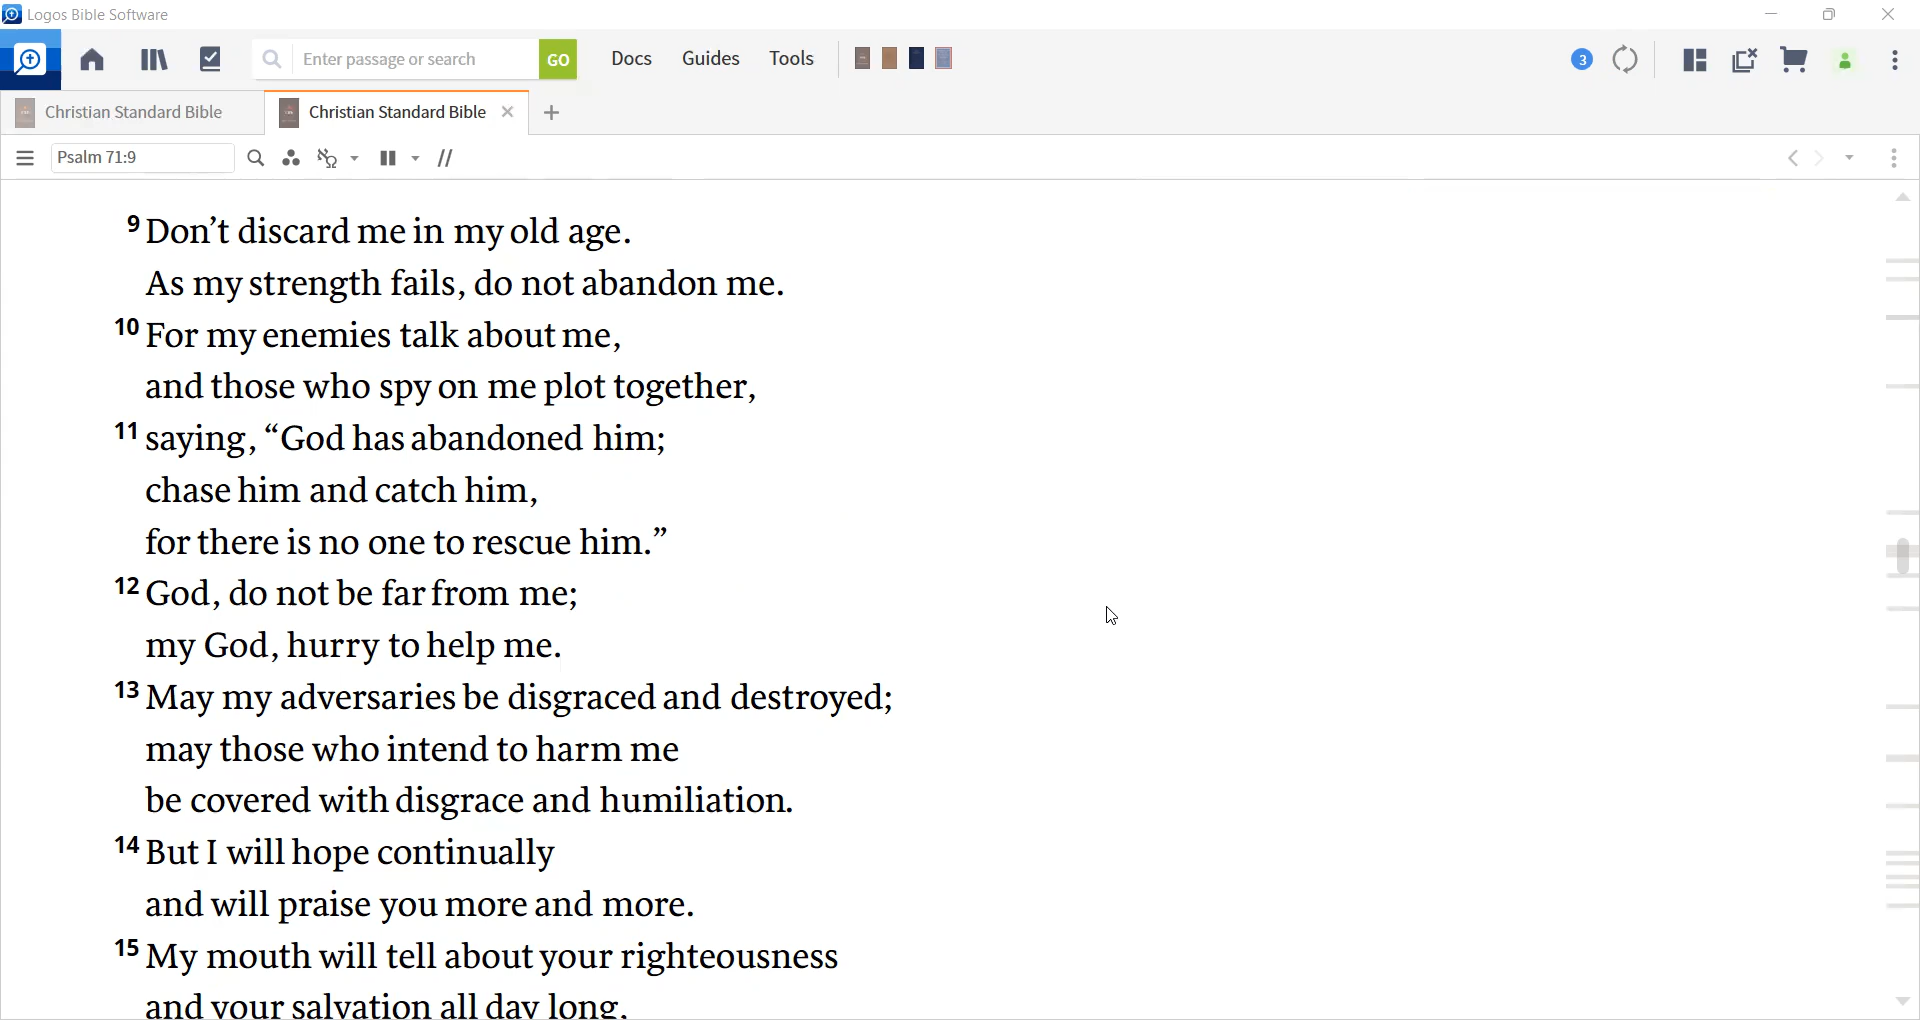 Logos Bible Software
Enter passage or search GO Docs Guides Tools 3
Christian Standard Bible Christian Standard Bible
Psalm 71:9
9 Don’t discard me in my old age.
As my strength fails, do not abandon me.
10 For my enemies talk about me,
and those who spy on me plot together,
11 saying, “God has abandoned him;
chase him and catch him,
for there is no one to rescue him.”
12 God, do not be far from me;
my God, hurry to help me.
13 May my adversaries be disgraced and destroyed;
may those who intend to harm me
be covered with disgrace and humiliation.
14 But I will hope continually
and will praise you more and more.
15 My mouth will tell about your righteousness
and your salvation all day long,